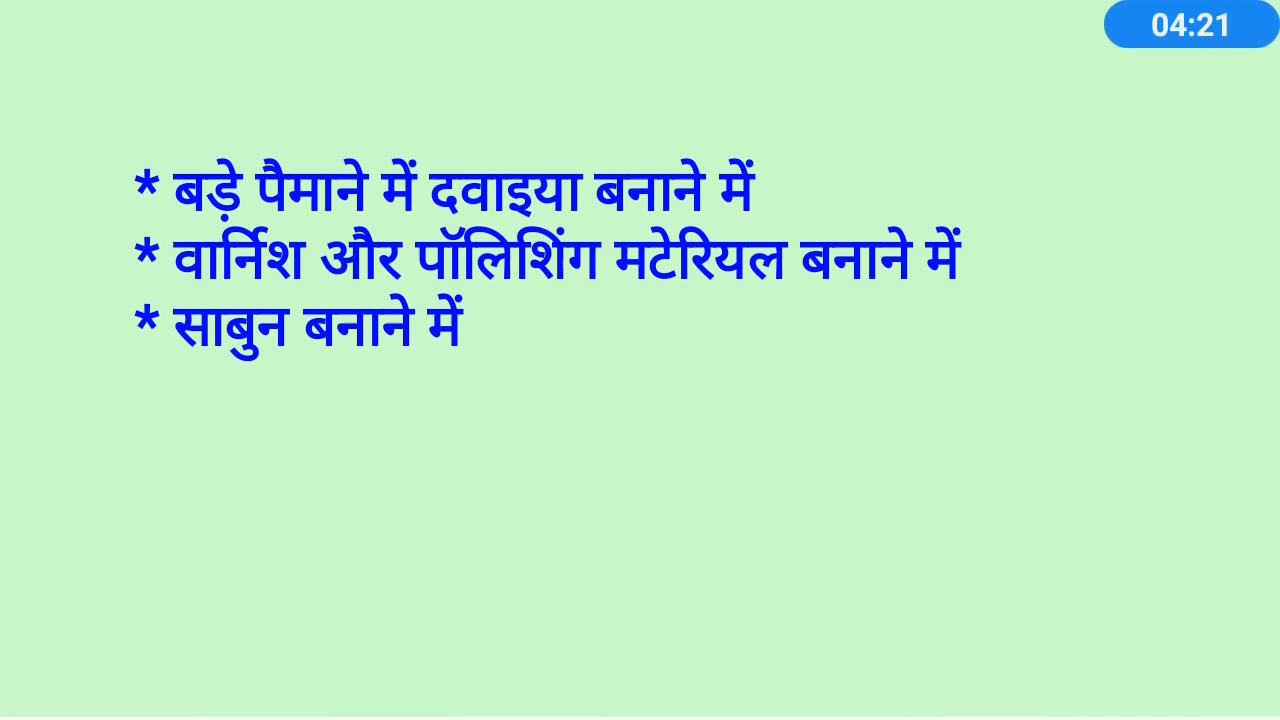 04:21
* बड़े पैमाने में दवाइया बनाने में
* वार्निश और पॉलिशिंग मटेरियल बनाने में
* साबुन बनाने में